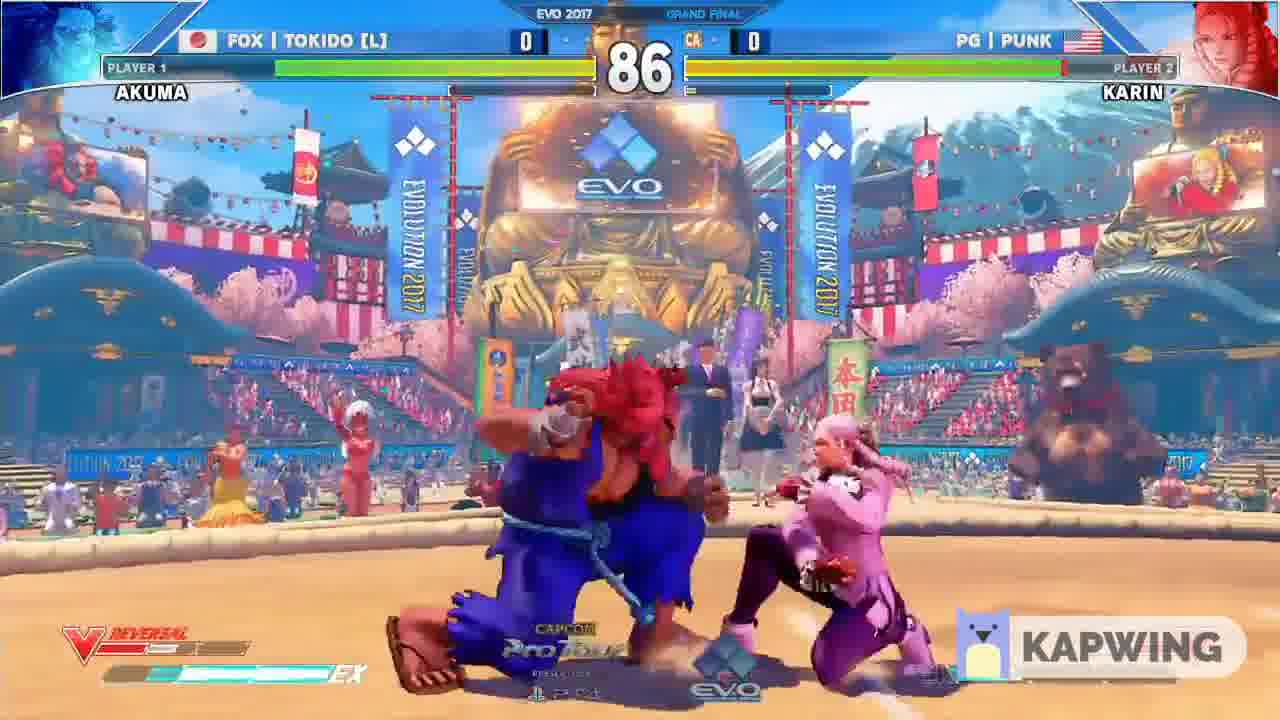 EVO 2017 GRAND FINAL
FOX | TOKIDO [L] 0 CA 0 PG | PUNK
PLAYER 1 86 PLAYER 2
AKUMA KARIN
EVO
EVOLUTION 2017
EVOLUTION 2017
V REVERSAL
EX
CAPCOM
PRO TOUR
EVO
KAPWING